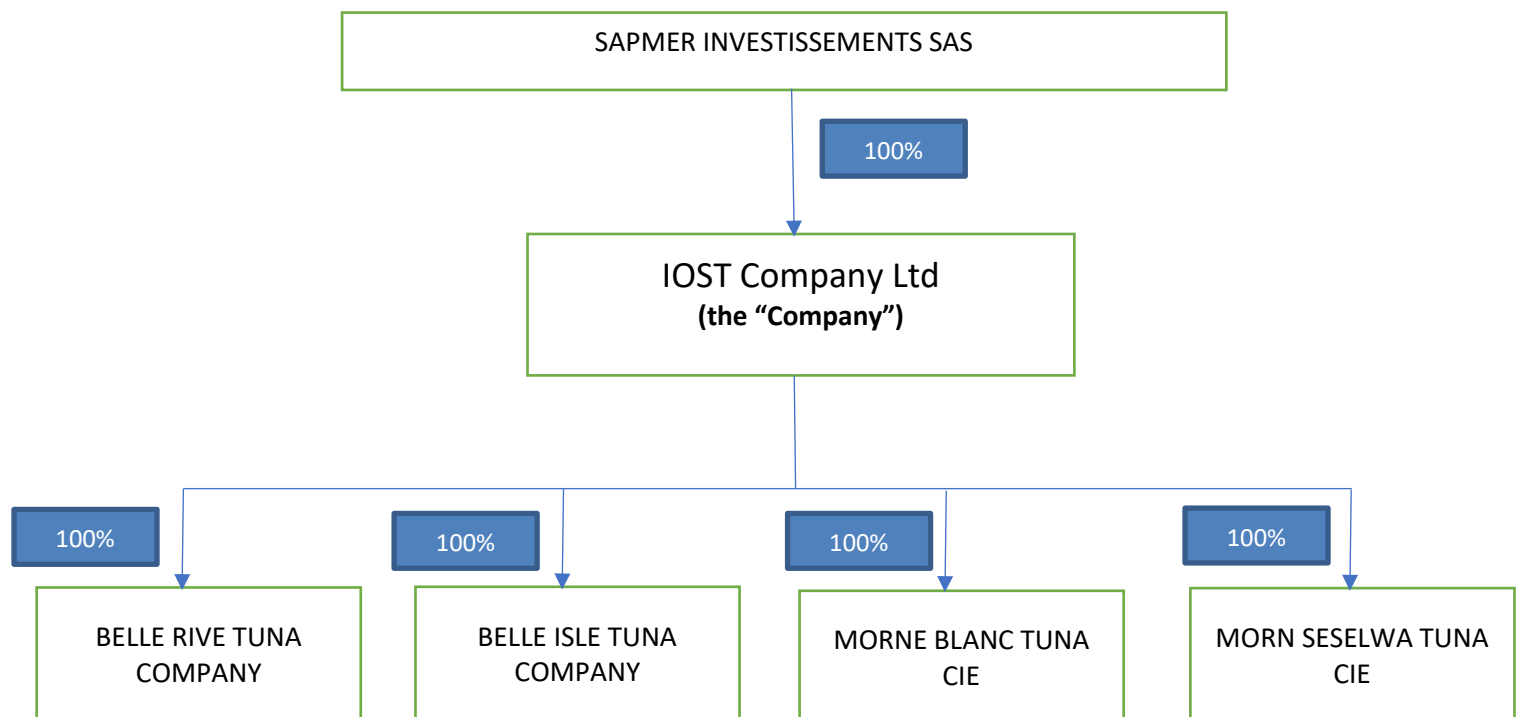 SAPMER INVESTISSEMENTS SAS
100%
IOST Company Ltd
(the “Company”)
100%
100%
100%
100%
BELLE RIVE TUNA
COMPANY
BELLE ISLE TUNA
COMPANY
MORNE BLANC TUNA
CIE
MORN SESELWA TUNA
CIE